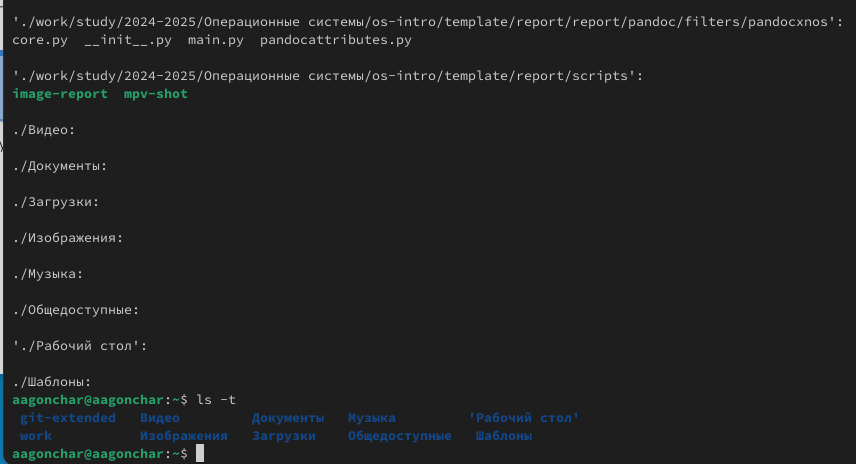 './work/study/2024-2025/Операционные системы/os-intro/template/report/report/pandoc/filters/pandocxnos':
core.py  __init__.py  main.py  pandocattributes.py
'./work/study/2024-2025/Операционные системы/os-intro/template/report/scripts':
image-report  mpv-shot
./Видео:
./Документы:
./Загрузки:
./Изображения:
./Музыка:
./Общедоступные:
'./Рабочий стол':
./Шаблоны:
aagonchar@aagonchar:~$ ls -t
git-extended  Видео  Документы  Музыка  'Рабочий стол'
work  Изображения  Загрузки  Общедоступные  Шаблоны
aagonchar@aagonchar:~$